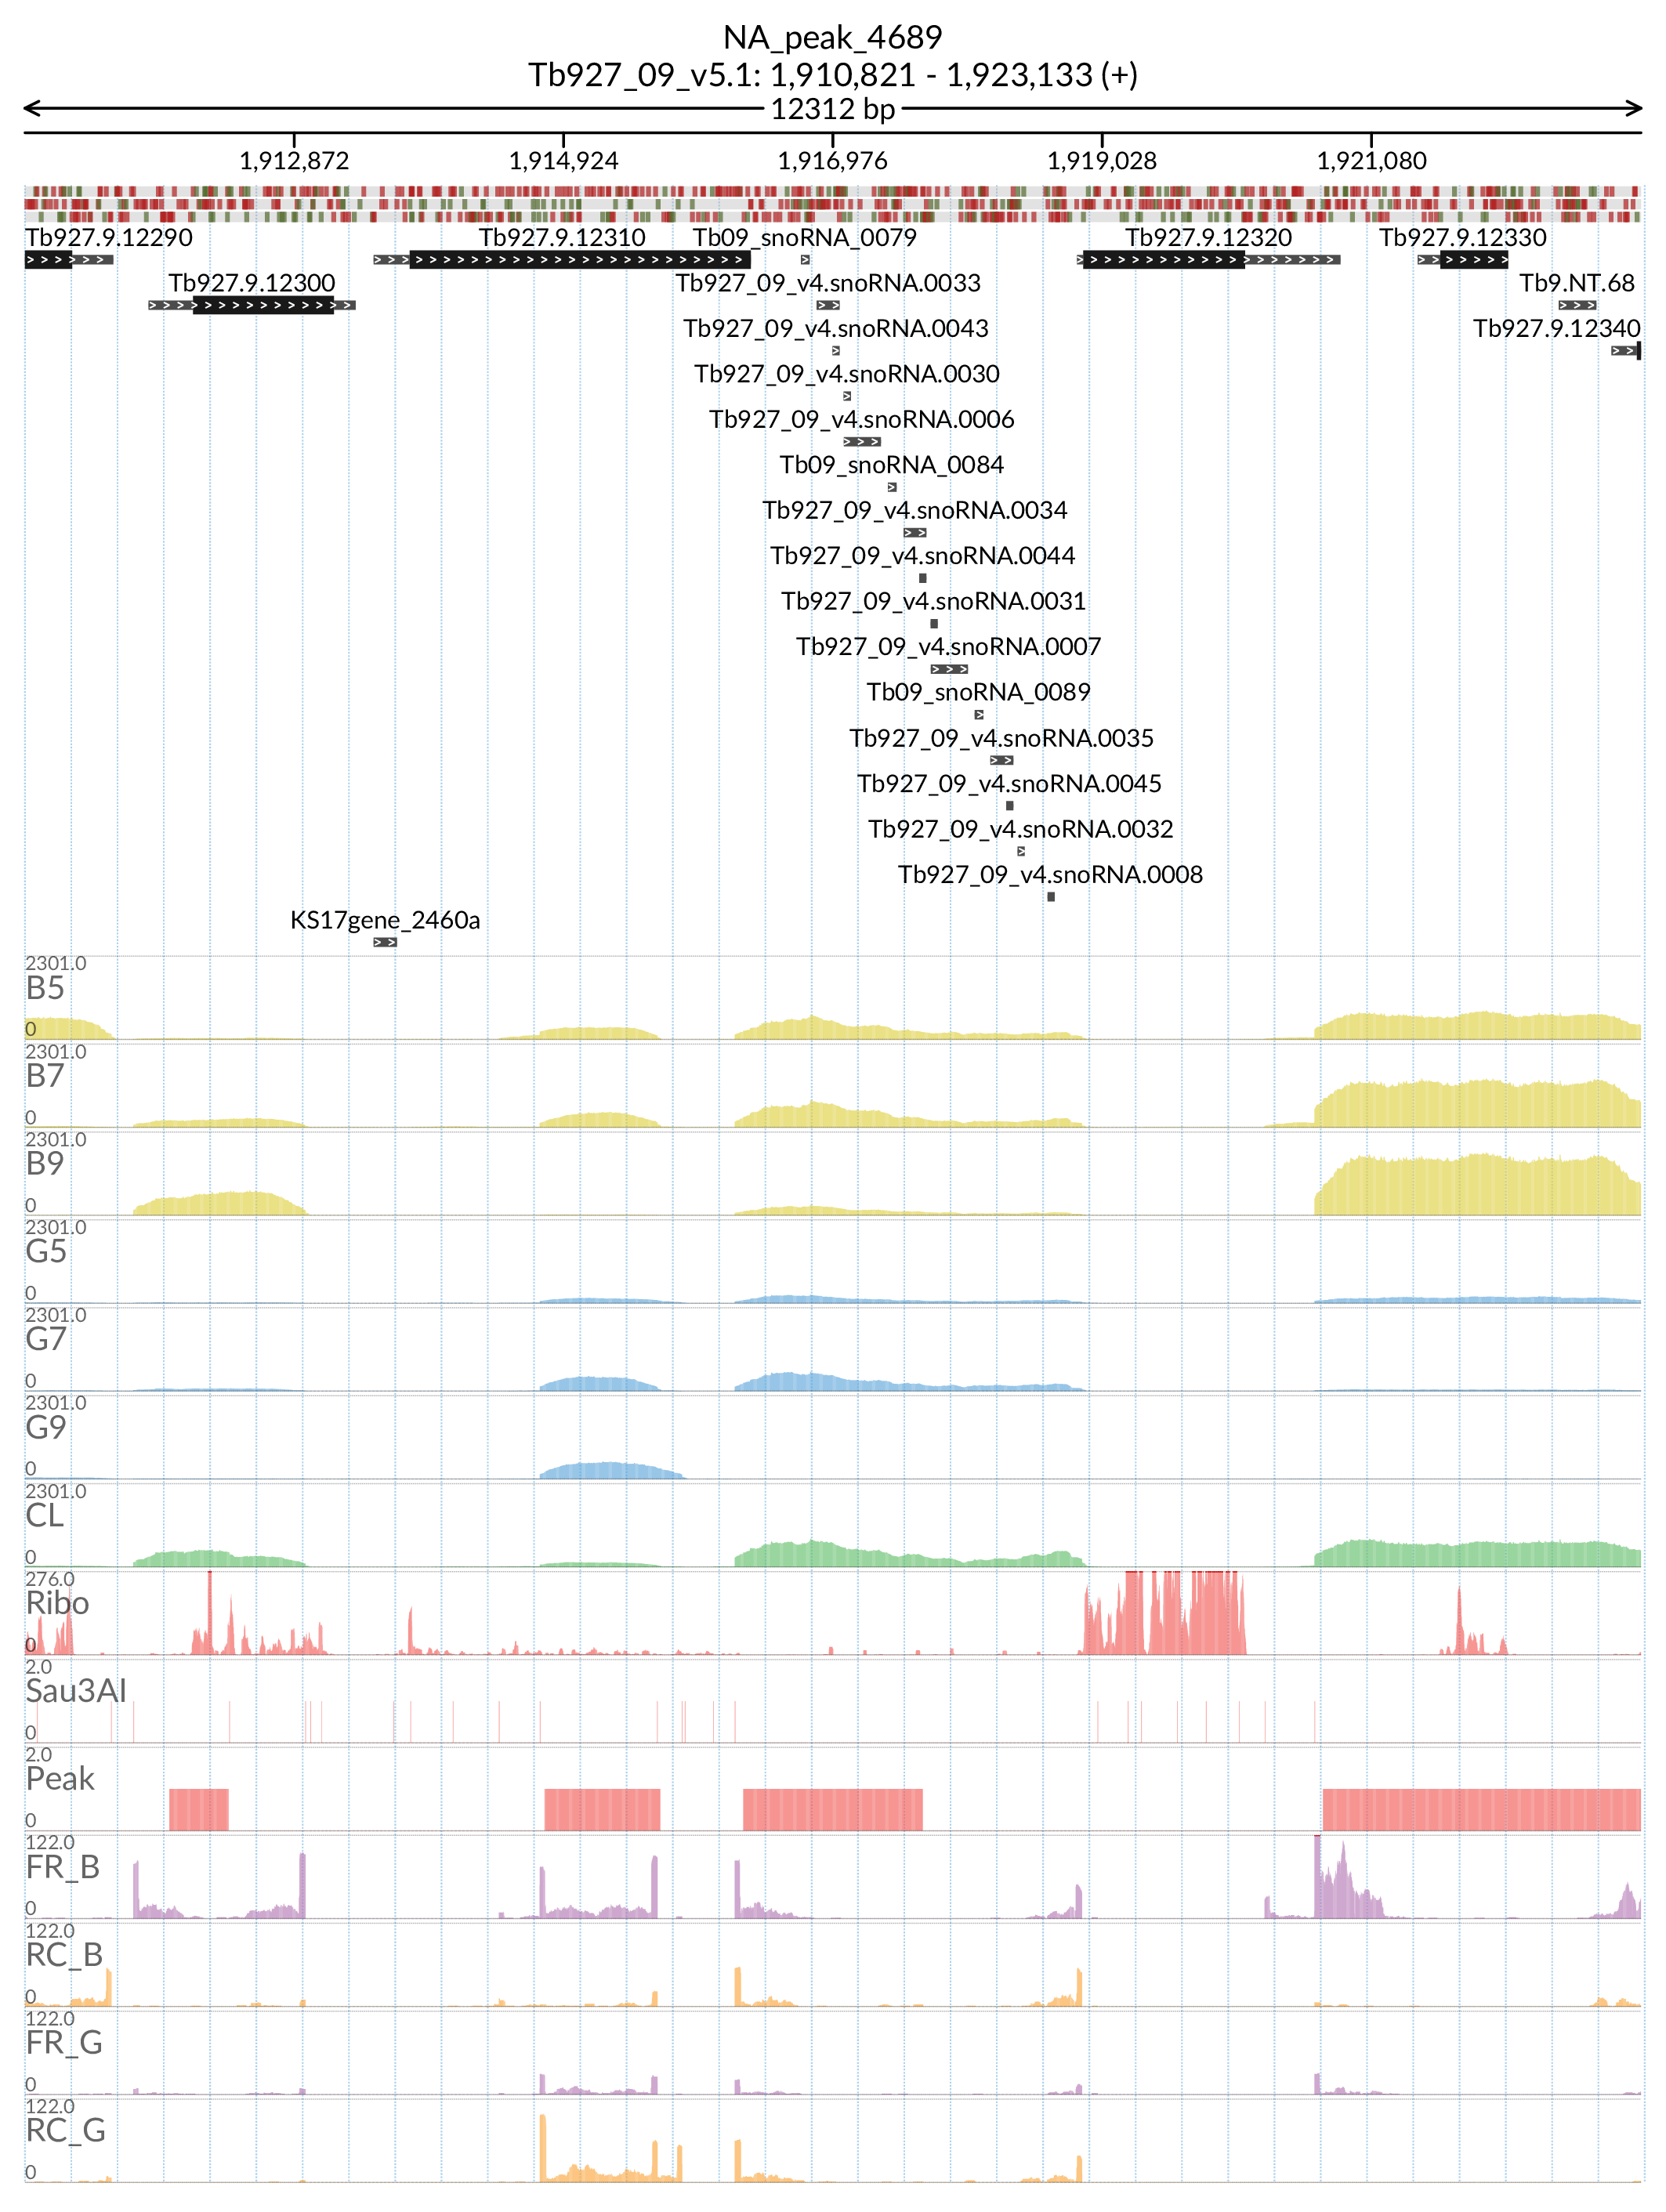 NA_peak_4689
Tb927_09_v5.1: 1,910,821 - 1,923,133 (+)
12312 bp
1,912,872 1,914,924 1,916,976 1,919,028 1,921,080
Tb927.9.12290 Tb927.9.12310 Tb09_snoRNA_0079 Tb927.9.12320 Tb927.9.12330
Tb927.9.12300 Tb927_09_v4.snoRNA.0033 Tb9.NT.68
Tb927_09_v4.snoRNA.0043 Tb927.9.12340
Tb927_09_v4.snoRNA.0030
Tb927_09_v4.snoRNA.0006
Tb09_snoRNA_0084
Tb927_09_v4.snoRNA.0034
Tb927_09_v4.snoRNA.0044
Tb927_09_v4.snoRNA.0031
Tb927_09_v4.snoRNA.0007
Tb09_snoRNA_0089
Tb927_09_v4.snoRNA.0035
Tb927_09_v4.snoRNA.0045
Tb927_09_v4.snoRNA.0032
Tb927_09_v4.snoRNA.0008
KS17gene_2460a
2301.0
B5
0
2301.0
B7
0
2301.0
B9
0
2301.0
G5
0
2301.0
G7
0
2301.0
G9
0
2301.0
CL
0
276.0
Ribo
0
2.0
Sau3AI
0
2.0
Peak
0
122.0
FR_B
0
122.0
RC_B
0
122.0
FR_G
0
122.0
RC_G
0